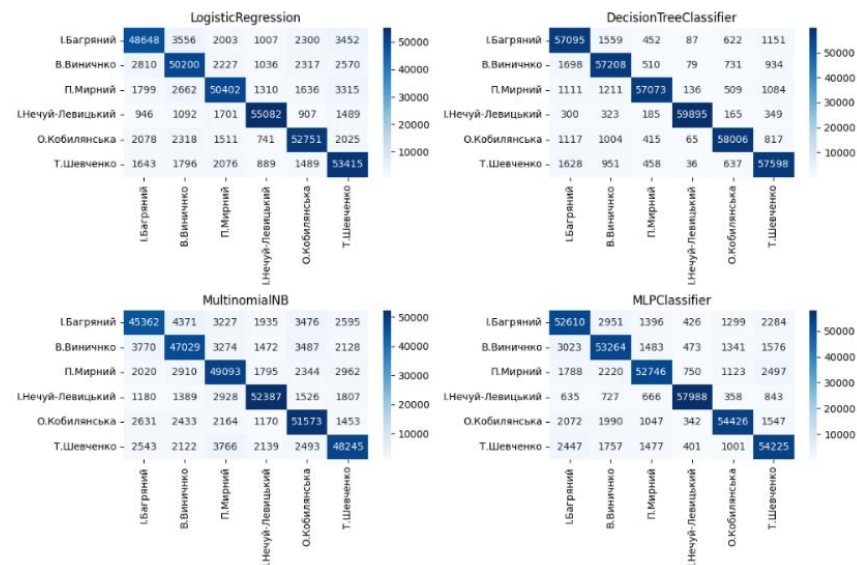 LogisticRegression
І.Багряний 48648 3556 2003 1007 2300 3452
В.Виничнко 2810 50200 2227 1036 2317 2570
П.Мирний 1799 2662 50402 1310 1636 3315
І.Нечуй-Левицький 946 1092 1701 55082 907 1489
О.Кобилянська 2078 2318 1511 741 52751 2025
Т.Шевченко 1643 1796 2076 889 1489 53415
І.Багряний В.Виничнко П.Мирний І.Нечуй-Левицький О.Кобилянська Т.Шевченко
50000
40000
30000
20000
10000
DecisionTreeClassifier
І.Багряний 57095 1559 452 87 622 1151
В.Виничнко 1698 57208 510 79 731 934
П.Мирний 1111 1211 57073 136 509 1084
І.Нечуй-Левицький 300 323 185 59895 165 349
О.Кобилянська 1117 1004 415 65 58006 817
Т.Шевченко 1628 951 458 36 637 57598
І.Багряний В.Виничнко П.Мирний І.Нечуй-Левицький О.Кобилянська Т.Шевченко
50000
40000
30000
20000
10000
MultinomialNB
І.Багряний 45362 4371 3227 1935 3476 2595
В.Виничнко 3770 47029 3274 1472 3487 2128
П.Мирний 2020 2910 49093 1795 2344 2962
І.Нечуй-Левицький 1180 1389 2928 52387 1526 1807
О.Кобилянська 2631 2433 2164 1170 51573 1453
Т.Шевченко 2543 2122 3766 2139 2493 48245
І.Багряний В.Виничнко П.Мирний І.Нечуй-Левицький О.Кобилянська Т.Шевченко
50000
40000
30000
20000
10000
MLPClassifier
І.Багряний 52610 2951 1396 426 1299 2284
В.Виничнко 3023 53264 1483 473 1341 1576
П.Мирний 1788 2220 52746 750 1123 2497
І.Нечуй-Левицький 635 727 666 57988 358 843
О.Кобилянська 2072 1990 1047 342 54426 1547
Т.Шевченко 2447 1757 1477 401 1001 54225
І.Багряний В.Виничнко П.Мирний І.Нечуй-Левицький О.Кобилянська Т.Шевченко
50000
40000
30000
20000
10000